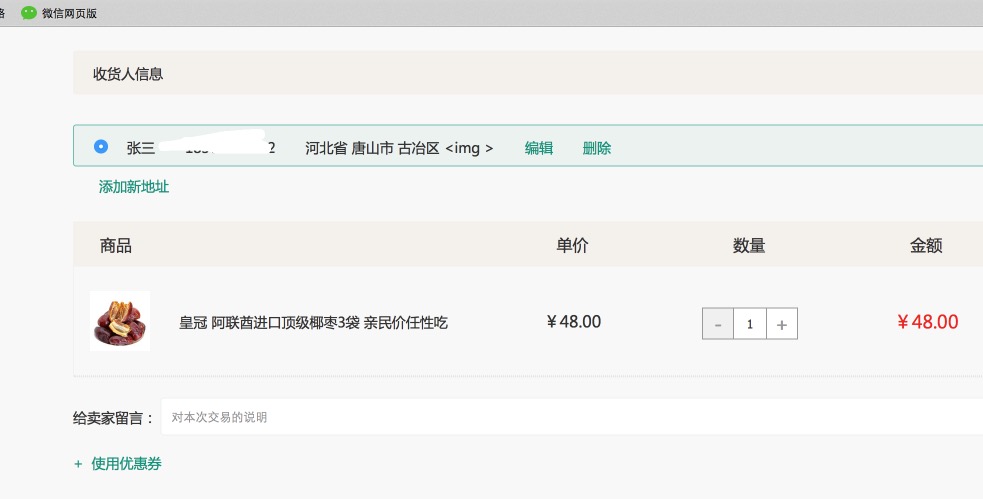 微信网页版
收货人信息
张三 河北省 唐山市 古冶区 <img > 编辑 删除
添加新地址
商品 单价 数量 金额
皇冠 阿联酋进口顶级椰枣3袋 亲民价任性吃 ¥48.00 - 1 + ¥48.00
给卖家留言： 对本次交易的说明
+ 使用优惠券